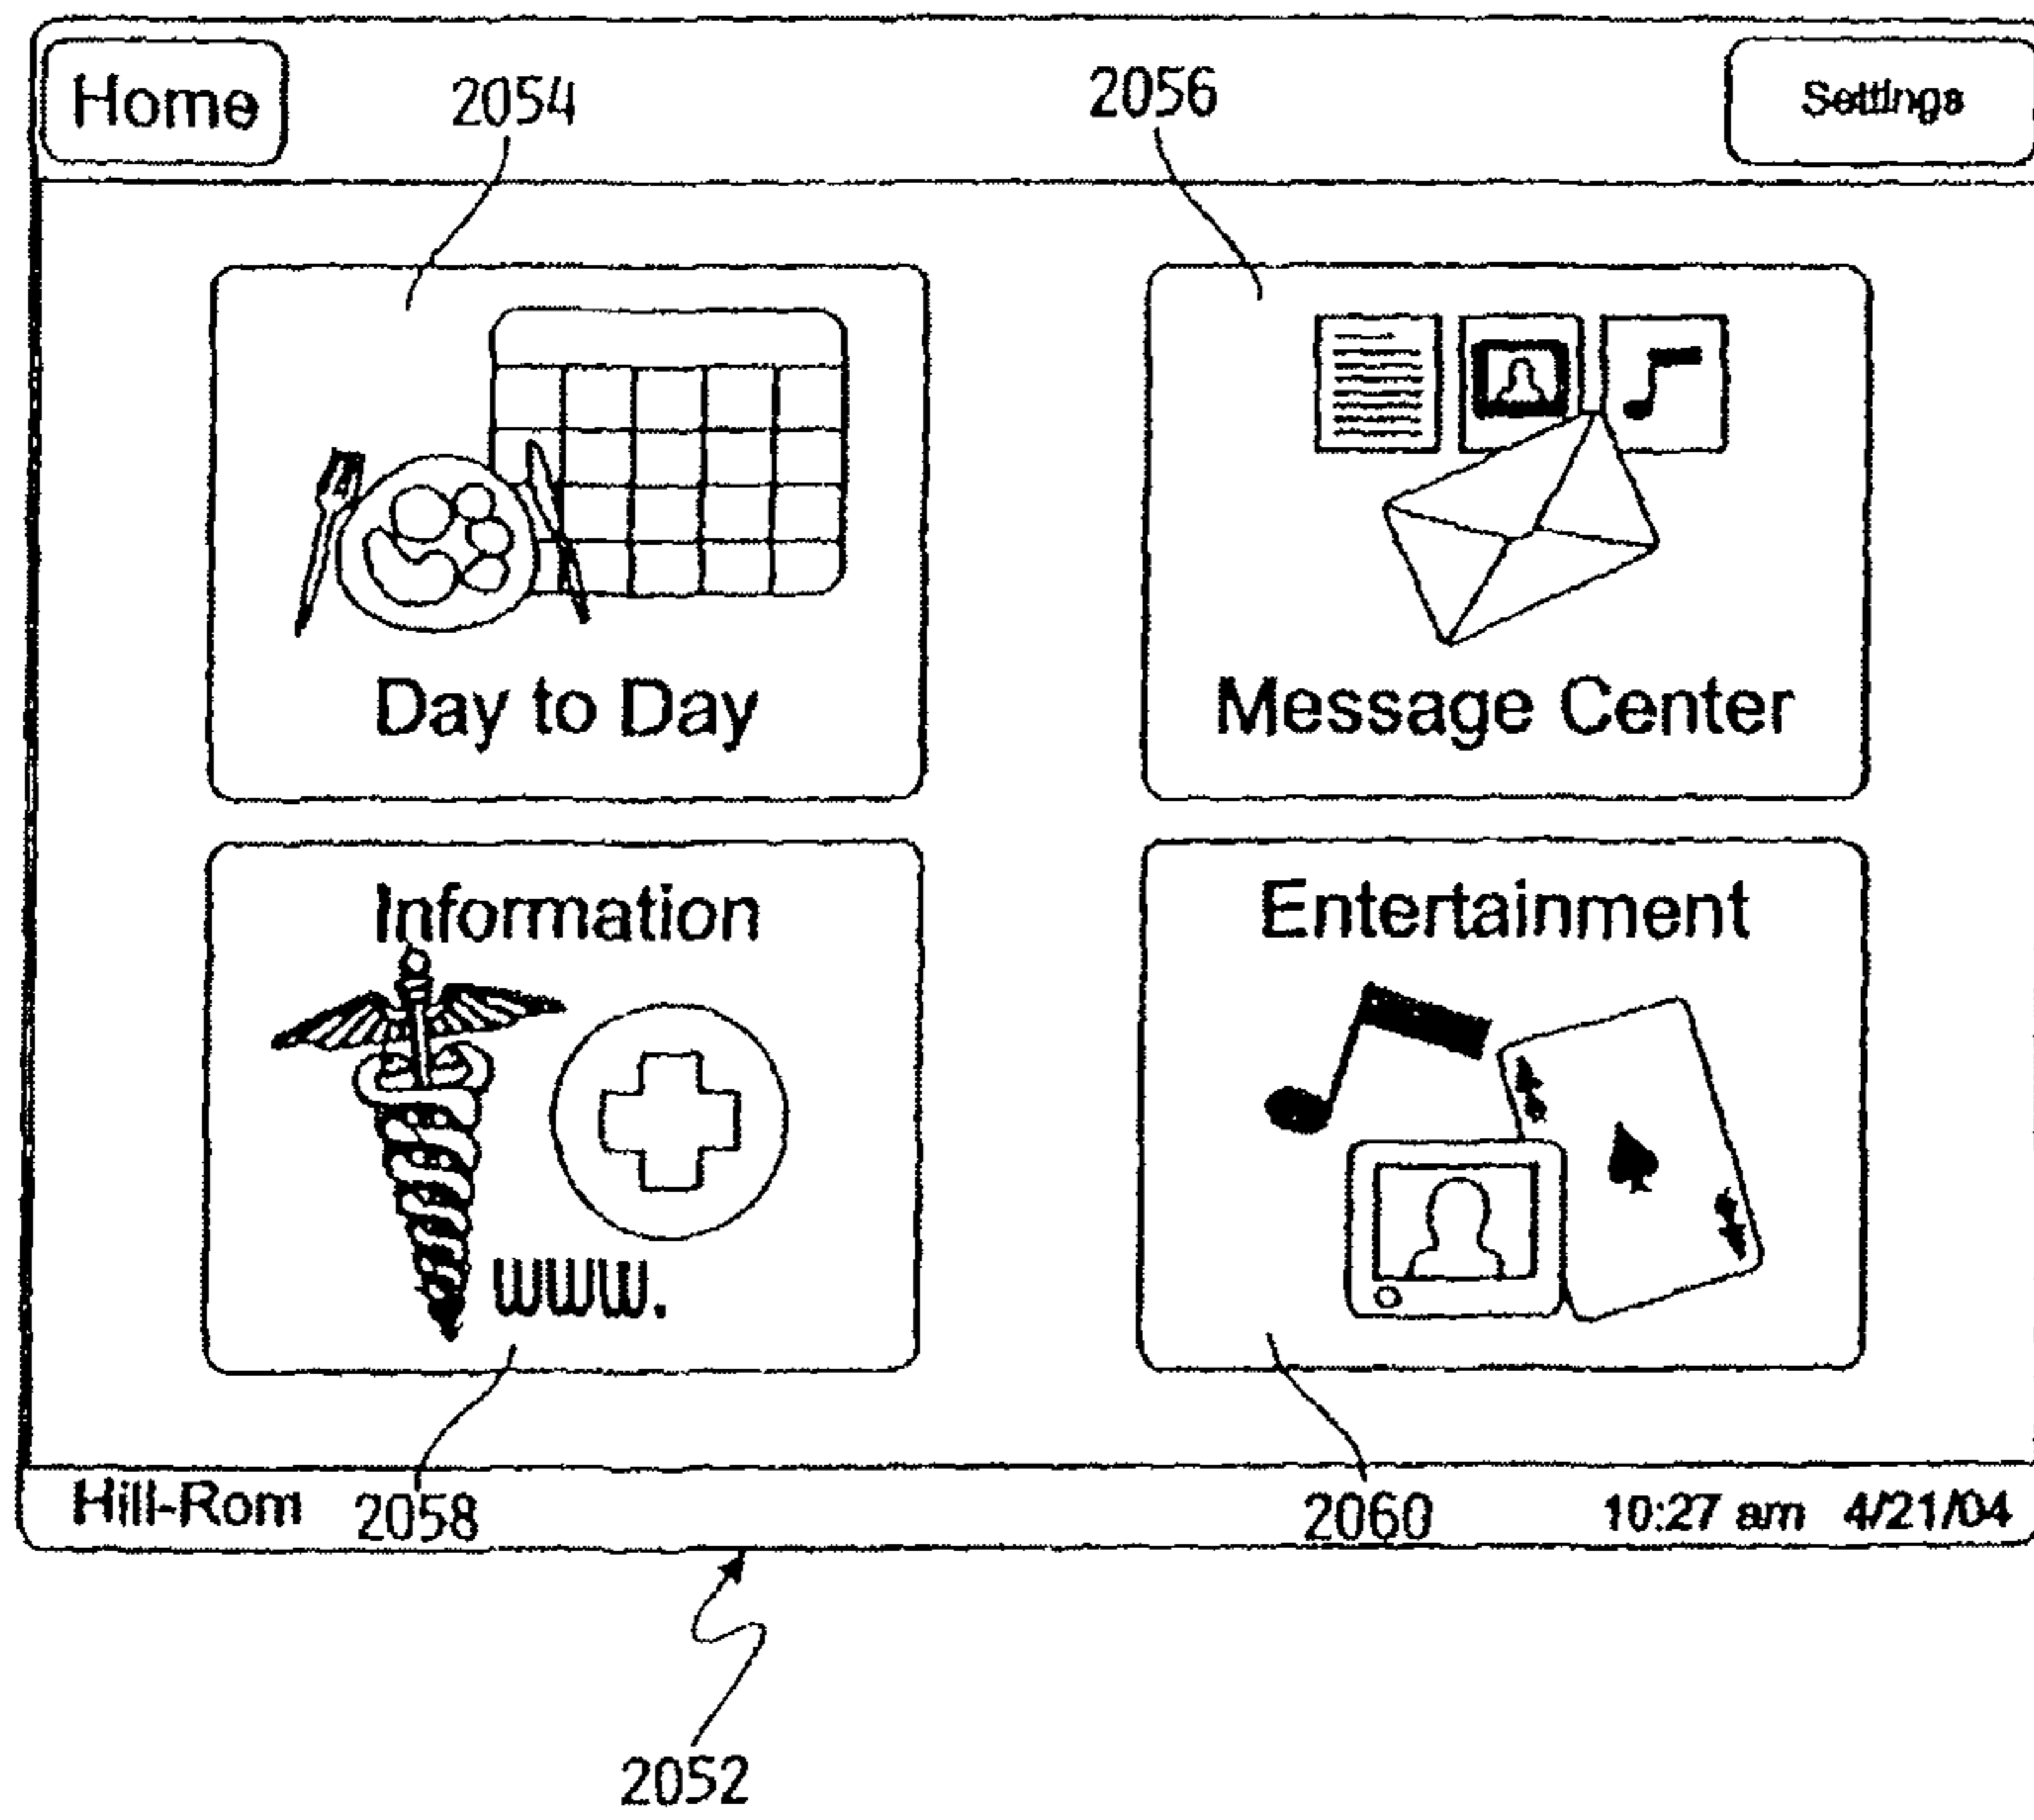 Home 2054 2056 Settings
Day to Day
Message Center
Information
www.
Entertainment
Hill-Rom 2058 2060 10:27 am 4/21/04
2052